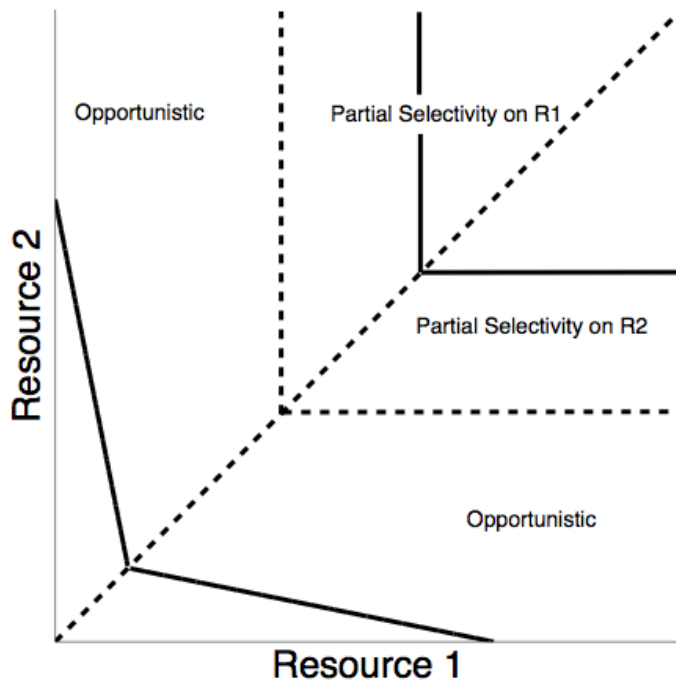 Opportunistic
Partial Selectivity on R1
Resource 2
Partial Selectivity on R2
Opportunistic
Resource 1